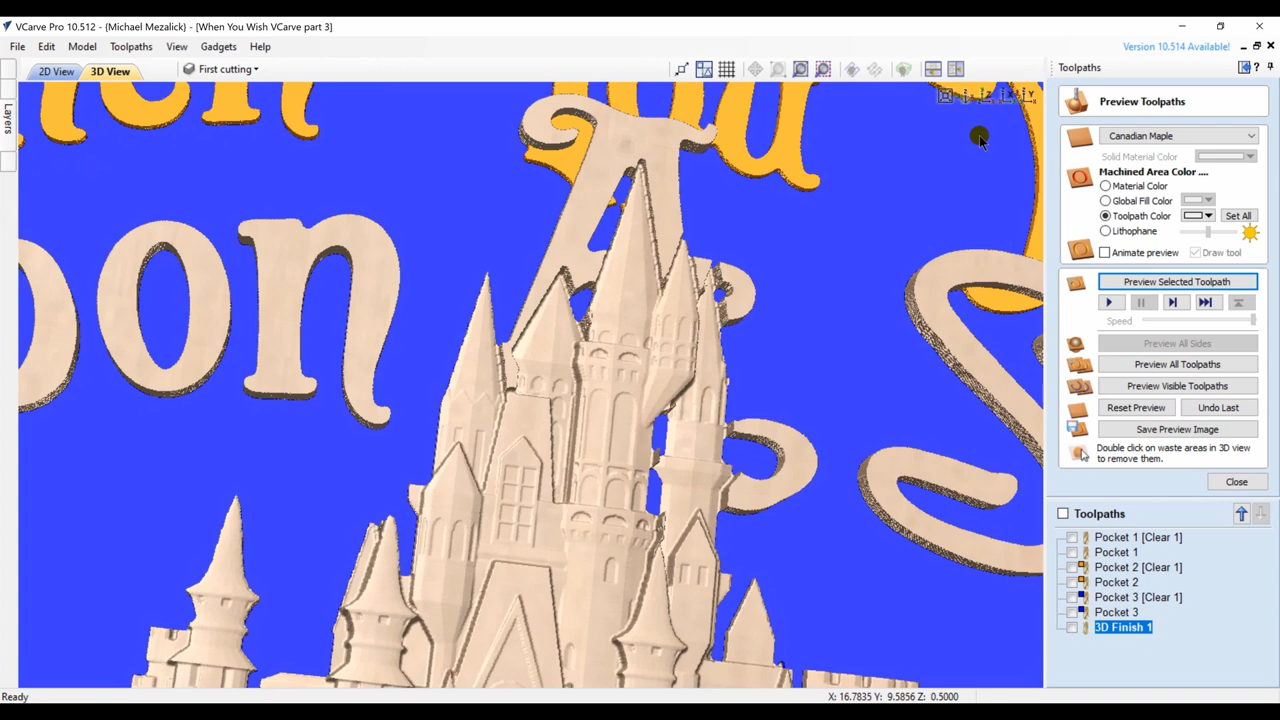 VCarve Pro 10.512 - {Michael Mezalick} - [When You Wish VCarve part 3]
File Edit Model Toolpaths View Gadgets Help
Version 10.514 Available!
2D View 3D View First cutting
Layers
Toolpaths
Preview Toolpaths
Canadian Maple
Solid Material Color
Machined Area Color ....
Material Color
Global Fill Color
Toolpath Color Set All
Lithophane
Animate preview Draw tool
Preview Selected Toolpath
Speed
Preview All Sides
Preview All Toolpaths
Preview Visible Toolpaths
Reset Preview Undo Last
Save Preview Image
Double click on waste areas in 3D view
to remove them.
Close
Toolpaths
Pocket 1 [Clear 1]
Pocket 1
Pocket 2 [Clear 1]
Pocket 2
Pocket 3 [Clear 1]
Pocket 3
3D Finish 1
Ready
X: 16.7835 Y: 9.5856 Z: 0.5000